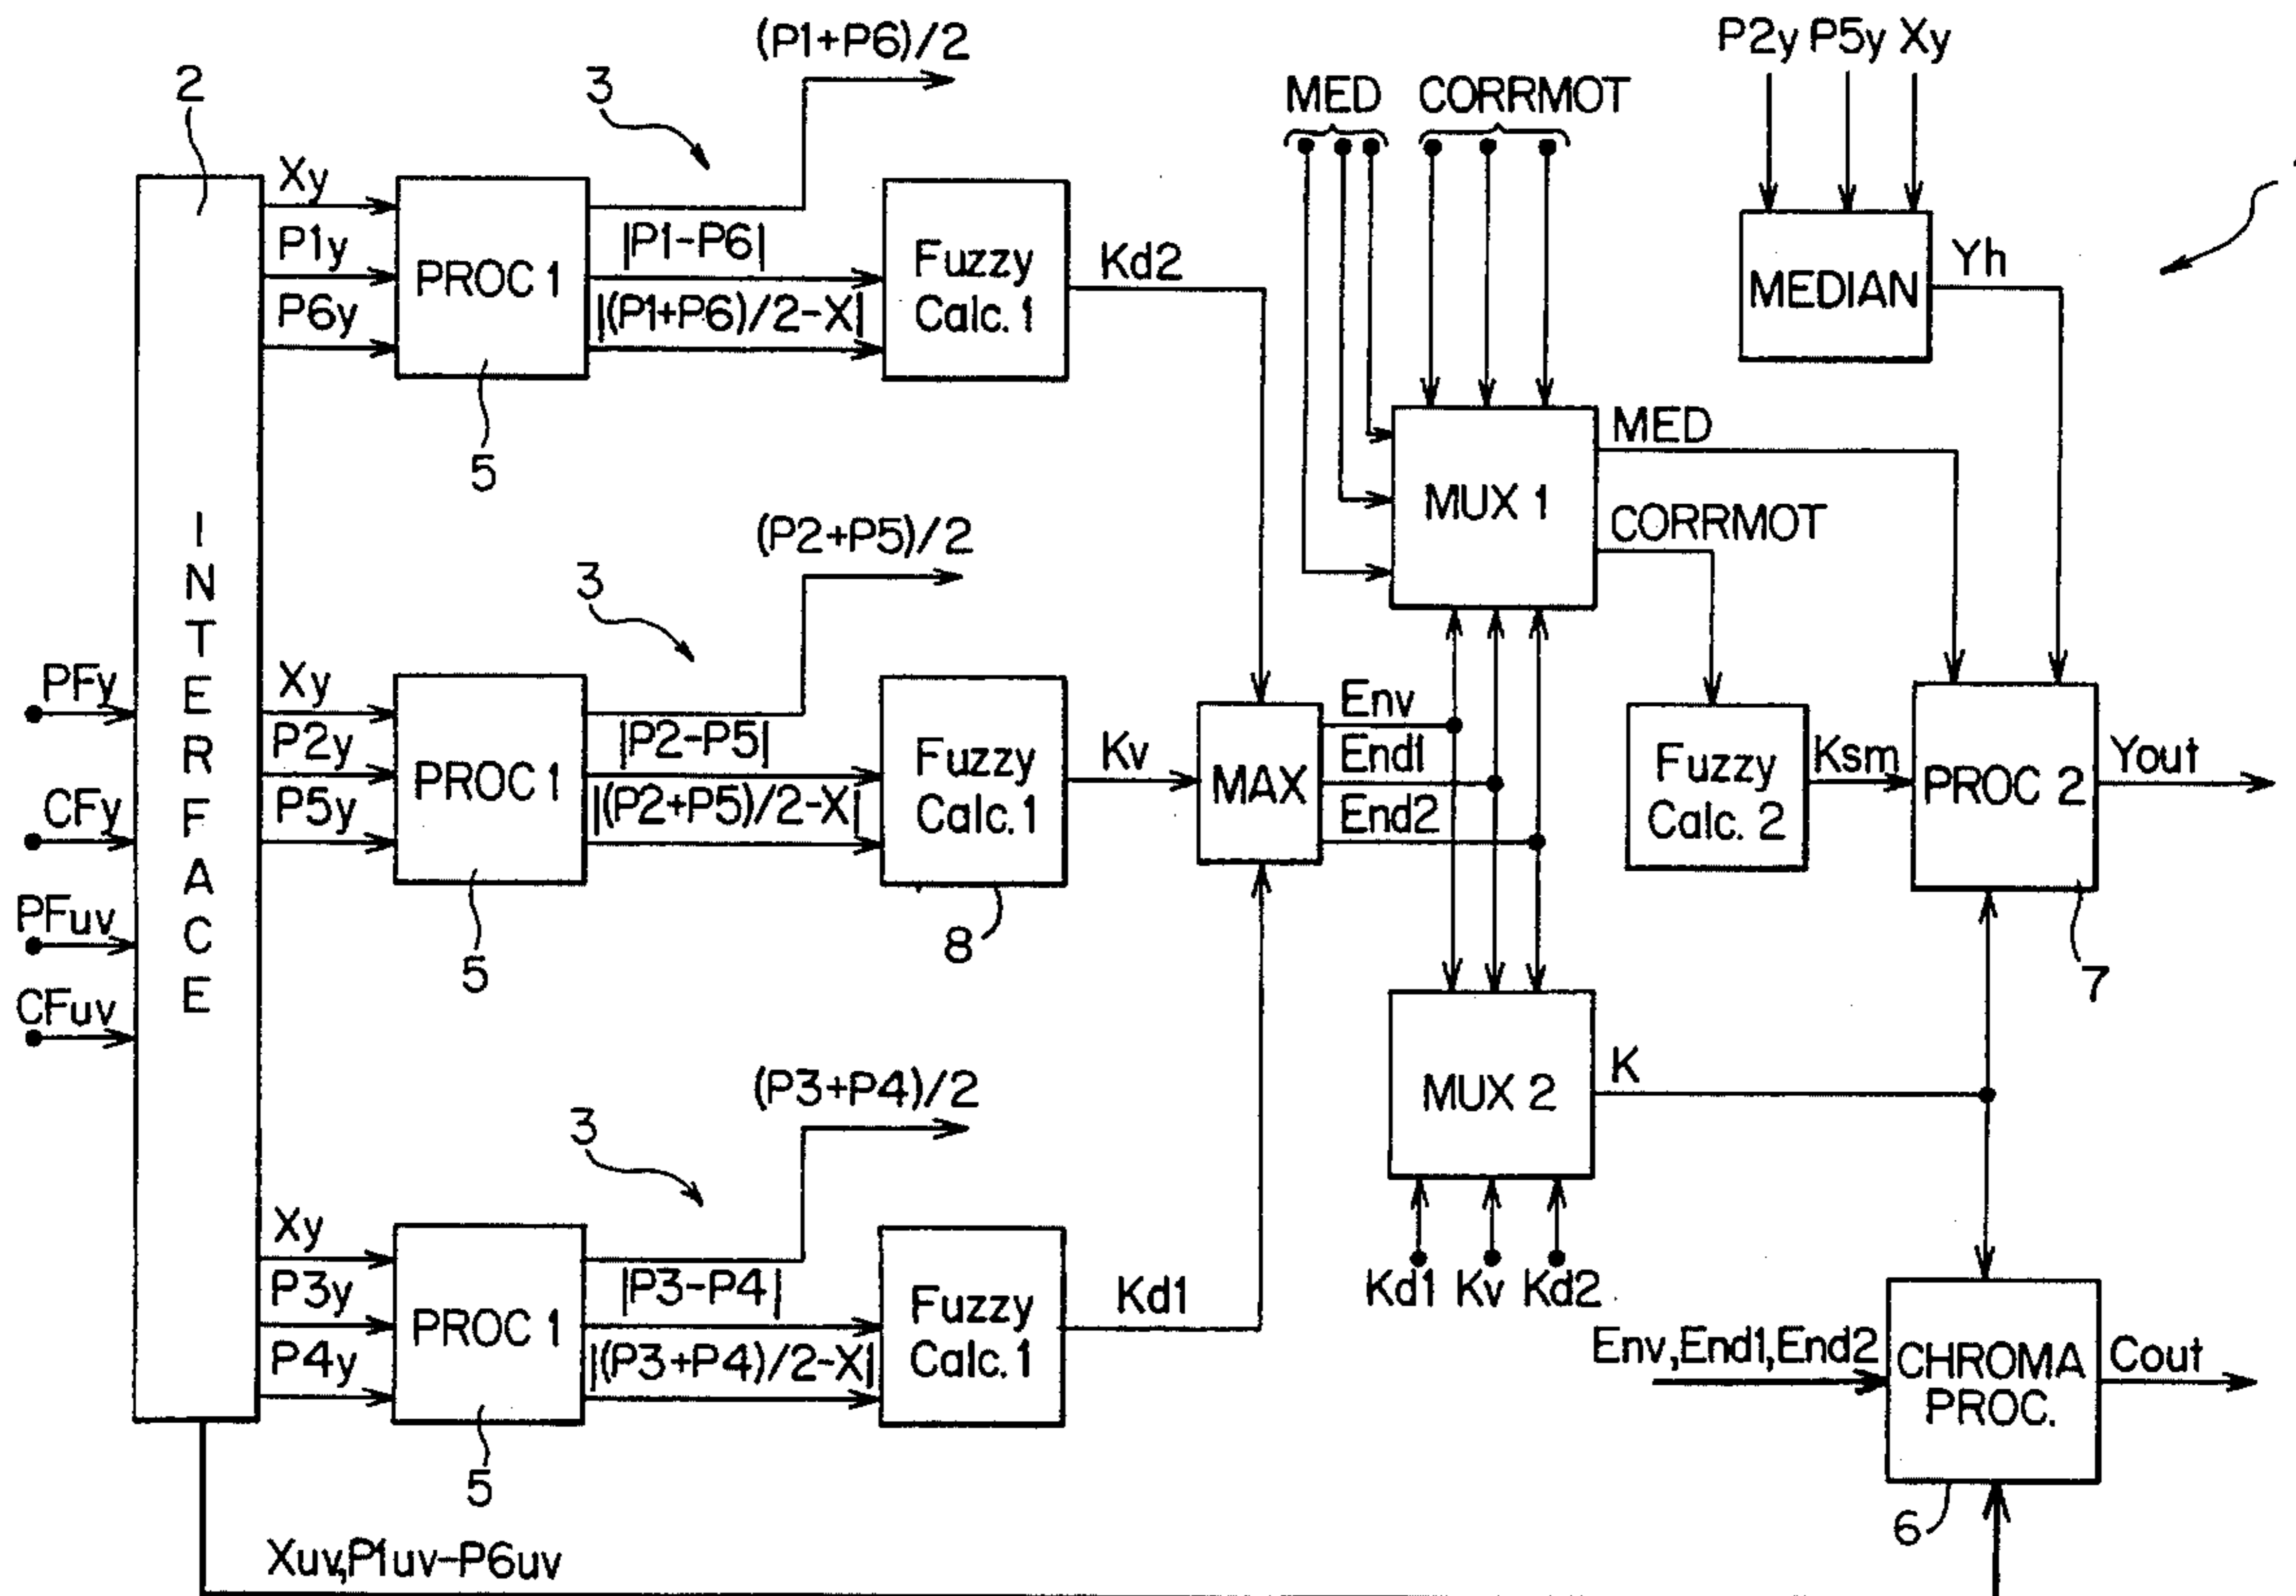 2
INTERFACE
PFy
CFy
PFuv
CFuv
Xy
P1y
P6y
PROC 1
5
3
(P1+P6)/2
|P1-P6|
|(P1+P6)/2-X|
Fuzzy
Calc. 1
Kd2
Xy
P2y
P5y
PROC 1
5
3
(P2+P5)/2
|P2-P5|
|(P2+P5)/2-X|
Fuzzy
Calc. 1
8
Kv
Xy
P3y
P4y
PROC 1
5
3
(P3+P4)/2
|P3-P4|
|(P3+P4)/2-X|
Fuzzy
Calc. 1
Kd1
Xuv,P1uv-P6uv
MAX
Env
End1
End2
MED
CORRMOT
MUX 1
MED
CORRMOT
P2y P5y Xy
MEDIAN
Yh
Fuzzy
Calc. 2
Ksm
PROC 2
7
Yout
MUX 2
K
Kd1 Kv Kd2
Env,End1,End2
CHROMA
PROC.
6
Cout